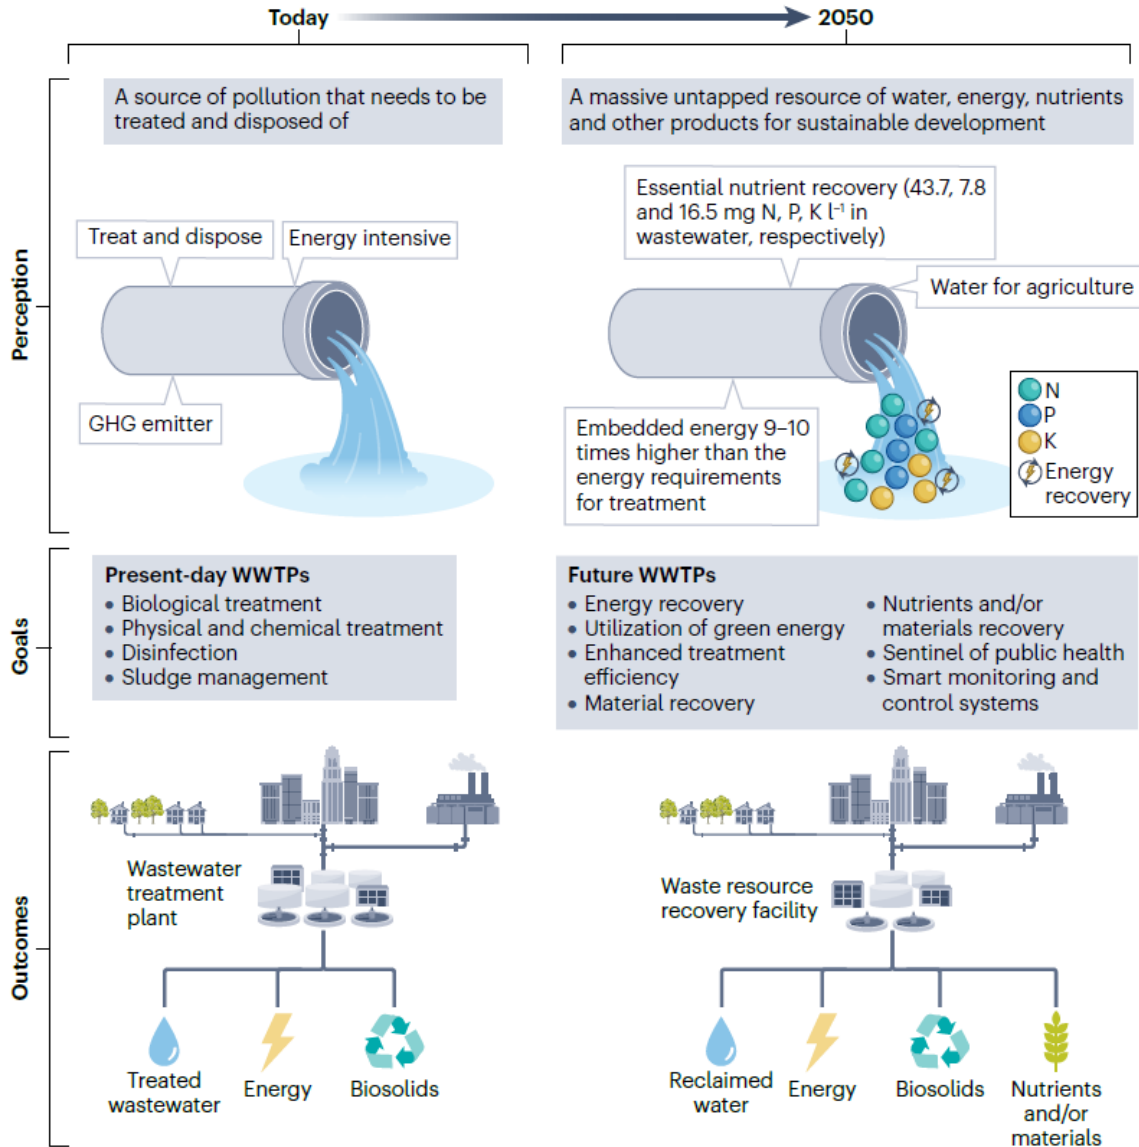 Today
2050
Perception
A source of pollution that needs to be
treated and disposed of
Treat and dispose
Energy intensive
GHG emitter
A massive untapped resource of water, energy, nutrients
and other products for sustainable development
Essential nutrient recovery (43.7, 7.8
and 16.5 mg N, P, K l⁻¹ in
wastewater, respectively)
Water for agriculture
Embedded energy 9–10
times higher than the
energy requirements
for treatment
N
P
K
Energy
recovery
Goals
Present-day WWTPs
• Biological treatment
• Physical and chemical treatment
• Disinfection
• Sludge management
Future WWTPs
• Energy recovery
• Utilization of green energy
• Enhanced treatment
efficiency
• Material recovery
• Nutrients and/or
materials recovery
• Sentinel of public health
• Smart monitoring and
control systems
Outcomes
Wastewater
treatment
plant
Treated
wastewater
Energy
Biosolids
Waste resource
recovery facility
Reclaimed
water
Energy
Biosolids
Nutrients
and/or
materials